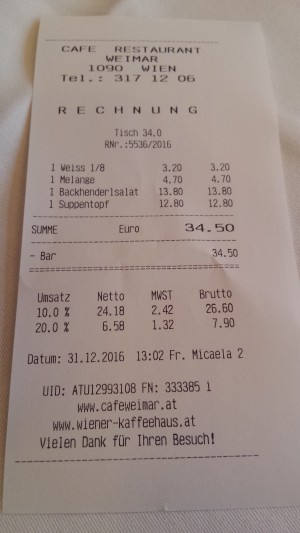 CAFE RESTAURANT
WEIMAR
1090 WIEN
Tel.: 317 12 06
RECHNUNG
Tisch 34.0
RNr.:5536/2016
1 Weiss 1/8 3.20 3.20
1 Melange 4.70 4.70
1 Backhenderlsalat 13.80 13.80
1 Suppentopf 12.80 12.80
SUMME Euro 34.50
- Bar 34.50
Umsatz Netto MWST Brutto
10.0 % 24.18 2.42 26.60
20.0 % 6.58 1.32 7.90
Datum: 31.12.2016 13:02 Fr. Micaela 2
UID: ATU12993108 FN: 333385 i
www.cafeweimar.at
www.wiener-kaffeehaus.at
Vielen Dank für Ihren Besuch!